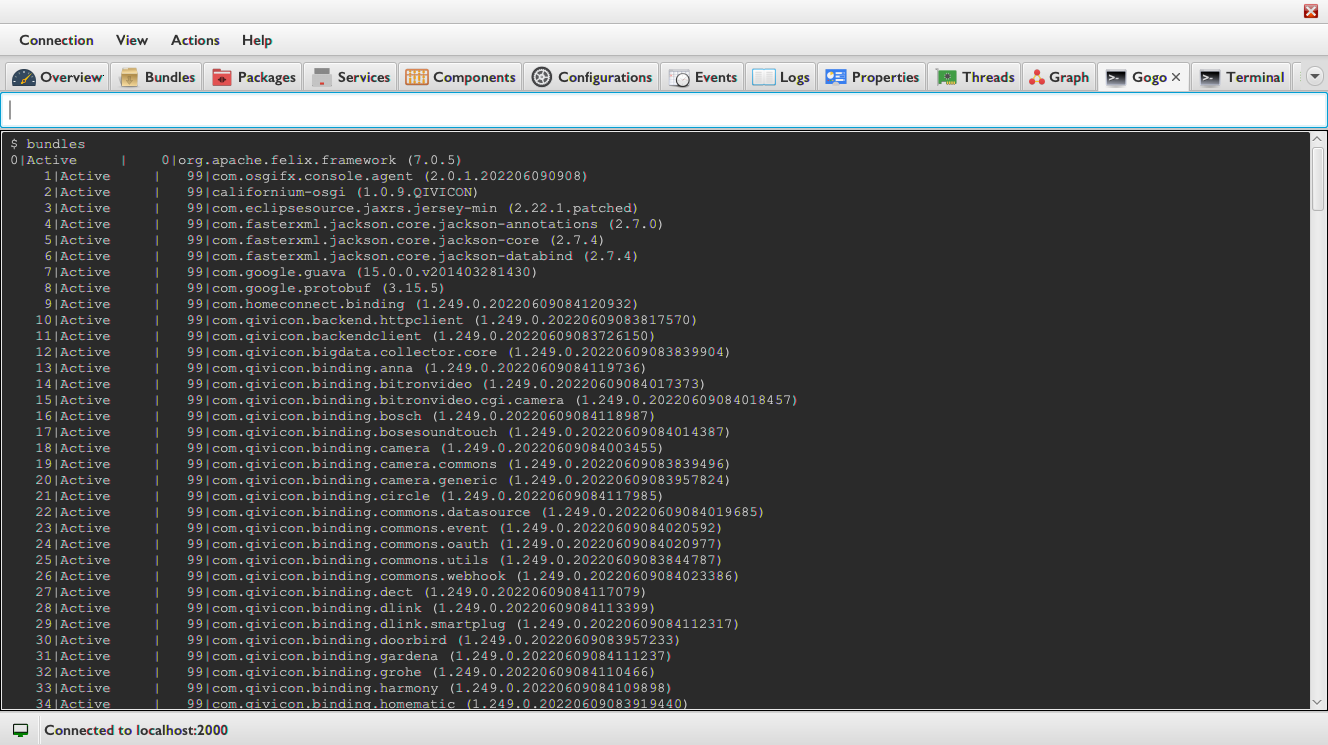 Connection View Actions Help
Overview Bundles Packages Services Components Configurations Events Logs Properties Threads Graph Gogo Terminal
$ bundles
0|Active | 0|org.apache.felix.framework (7.0.5)
1|Active | 99|com.osgifx.console.agent (2.0.1.202206090908)
2|Active | 99|californium-osgi (1.0.9.QIVICON)
3|Active | 99|com.eclipsesource.jaxrs.jersey-min (2.22.1.patched)
4|Active | 99|com.fasterxml.jackson.core.jackson-annotations (2.7.0)
5|Active | 99|com.fasterxml.jackson.core.jackson-core (2.7.4)
6|Active | 99|com.fasterxml.jackson.core.jackson-databind (2.7.4)
7|Active | 99|com.google.guava (15.0.0.v201403281430)
8|Active | 99|com.google.protobuf (3.15.5)
9|Active | 99|com.homeconnect.binding (1.249.0.20220609084120932)
10|Active | 99|com.qivicon.backend.httpclient (1.249.0.20220609083817570)
11|Active | 99|com.qivicon.backendclient (1.249.0.20220609083726150)
12|Active | 99|com.qivicon.bigdata.collector.core (1.249.0.20220609083839904)
13|Active | 99|com.qivicon.binding.anna (1.249.0.20220609084119736)
14|Active | 99|com.qivicon.binding.bitronvideo (1.249.0.20220609084017373)
15|Active | 99|com.qivicon.binding.bitronvideo.cgi.camera (1.249.0.20220609084018457)
16|Active | 99|com.qivicon.binding.bosch (1.249.0.20220609084118987)
17|Active | 99|com.qivicon.binding.bosesoundtouch (1.249.0.20220609084014387)
18|Active | 99|com.qivicon.binding.camera (1.249.0.20220609084003455)
19|Active | 99|com.qivicon.binding.camera.commons (1.249.0.20220609083839496)
20|Active | 99|com.qivicon.binding.camera.generic (1.249.0.20220609083957824)
21|Active | 99|com.qivicon.binding.circle (1.249.0.20220609084117985)
22|Active | 99|com.qivicon.binding.commons.datasource (1.249.0.20220609084019685)
23|Active | 99|com.qivicon.binding.commons.event (1.249.0.20220609084020592)
24|Active | 99|com.qivicon.binding.commons.oauth (1.249.0.20220609084020977)
25|Active | 99|com.qivicon.binding.commons.utils (1.249.0.20220609083844787)
26|Active | 99|com.qivicon.binding.commons.webhook (1.249.0.20220609084023386)
27|Active | 99|com.qivicon.binding.dect (1.249.0.20220609084117079)
28|Active | 99|com.qivicon.binding.dlink (1.249.0.20220609084113399)
29|Active | 99|com.qivicon.binding.dlink.smartplug (1.249.0.20220609084112317)
30|Active | 99|com.qivicon.binding.doorbird (1.249.0.20220609083957233)
31|Active | 99|com.qivicon.binding.gardena (1.249.0.20220609084111237)
32|Active | 99|com.qivicon.binding.grohe (1.249.0.20220609084110466)
33|Active | 99|com.qivicon.binding.harmony (1.249.0.20220609084109898)
34|Active | 99|com.qivicon.binding.homematic (1.249.0.20220609083919440)
Connected to localhost:2000